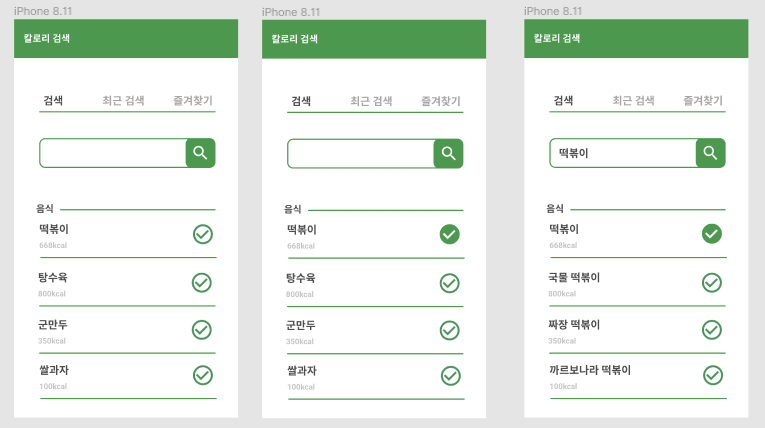 iPhone 8.11
칼로리 검색
검색 최근 검색 즐겨찾기
음식
떡볶이
668kcal
탕수육
800kcal
군만두
350kcal
쌀과자
100kcal
iPhone 8.11
칼로리 검색
검색 최근 검색 즐겨찾기
음식
떡볶이
668kcal
탕수육
800kcal
군만두
350kcal
쌀과자
100kcal
iPhone 8.11
칼로리 검색
검색 최근 검색 즐겨찾기
떡볶이
음식
떡볶이
668kcal
국물 떡볶이
800kcal
짜장 떡볶이
350kcal
까르보나라 떡볶이
100kcal